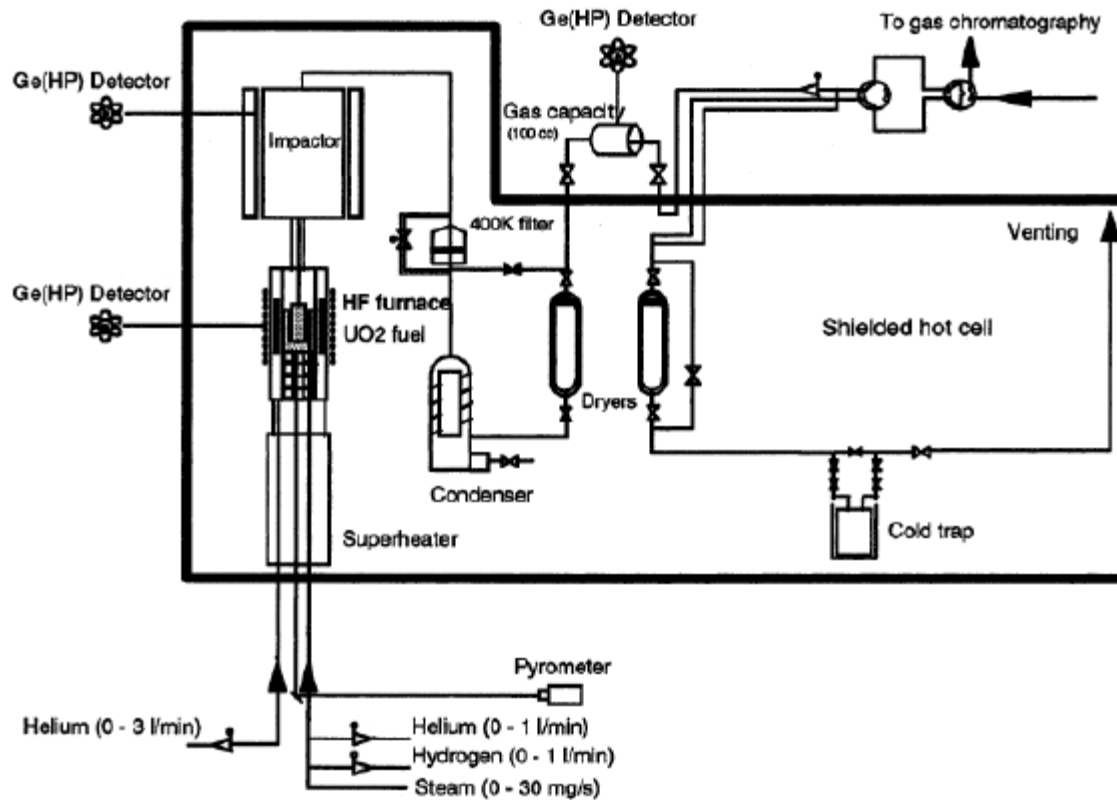 Ge(HP) Detector
To gas chromatography
Ge(HP) Detector
Gas capacity
(100 cc)
Impactor
400K filter
Venting
Ge(HP) Detector
HF furnace
UO2 fuel
Shielded hot cell
Dryers
Condenser
Superheater
Cold trap
Pyrometer
Helium (0 - 3 l/min)
Helium (0 - 1 l/min)
Hydrogen (0 - 1 l/min)
Steam (0 - 30 mg/s)